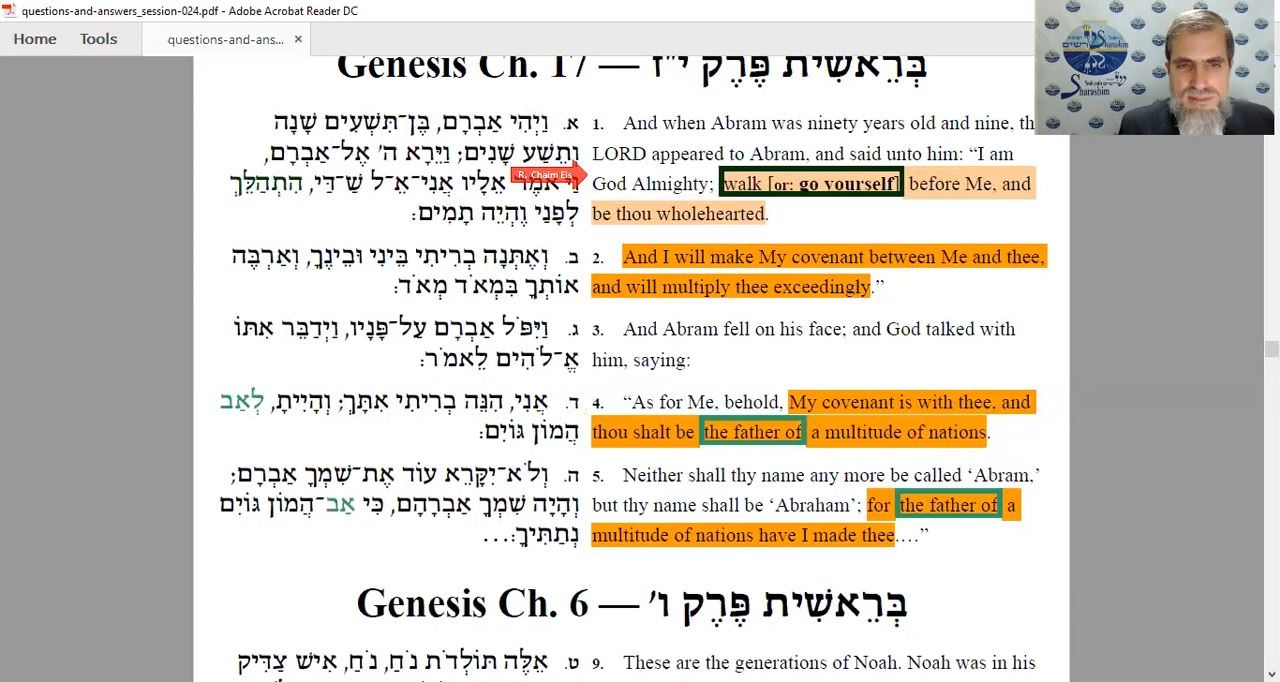 questions-and-answers_session-024.pdf - Adobe Acrobat Reader DC
Home Tools questions-and-ans... ×
Sharashim
Genesis Ch. 17 — בְּרֵאשִׁית פֶּרֶק י"ז
א. וַיְהִי אַבְרָם, בֶּן־תִּשְׁעִים שָׁנָה
וְתֵשַׁע שָׁנִים; וַיֵּרָא ה' אֶל־אַבְרָם,
אֵלָיו אֲנִי־אֵ־ל שַׁ־דַּי, הִתְהַלֵּךְ
לְפָנַי וֶהְיֵה תָמִים:
R. Chaim Eis
1. And when Abram was ninety years old and nine, th
LORD appeared to Abram, and said unto him: “I am
God Almighty; walk [or: go yourself] before Me, and
be thou wholehearted.
ב. וְאֶתְּנָה בְרִיתִי בֵּינִי וּבֵינֶךָ, וְאַרְבֶּה
אוֹתְךָ בִּמְאֹד מְאֹד:
2. And I will make My covenant between Me and thee,
and will multiply thee exceedingly.”
ג. וַיִּפֹּל אַבְרָם עַל־פָּנָיו, וַיְדַבֵּר אִתּוֹ
אֱ־לֹהִים לֵאמֹר:
3. And Abram fell on his face; and God talked with
him, saying:
ד. אֲנִי, הִנֵּה בְרִיתִי אִתָּךְ; וְהָיִיתָ, לְאַב
הֲמוֹן גּוֹיִם:
4. “As for Me, behold, My covenant is with thee, and
thou shalt be the father of a multitude of nations.
ה. וְלֹא־יִקָּרֵא עוֹד אֶת־שִׁמְךָ אַבְרָם;
וְהָיָה שִׁמְךָ אַבְרָהָם, כִּי אַב־הֲמוֹן גּוֹיִם
נְתַתִּיךָ:...
5. Neither shall thy name any more be called ‘Abram,’
but thy name shall be ‘Abraham’; for the father of a
multitude of nations have I made thee….”
Genesis Ch. 6 — בְּרֵאשִׁית פֶּרֶק ו'
ט. אֵלֶּה תּוֹלְדֹת נֹחַ, נֹחַ, אִישׁ צַדִּיק
9. These are the generations of Noah. Noah was in his